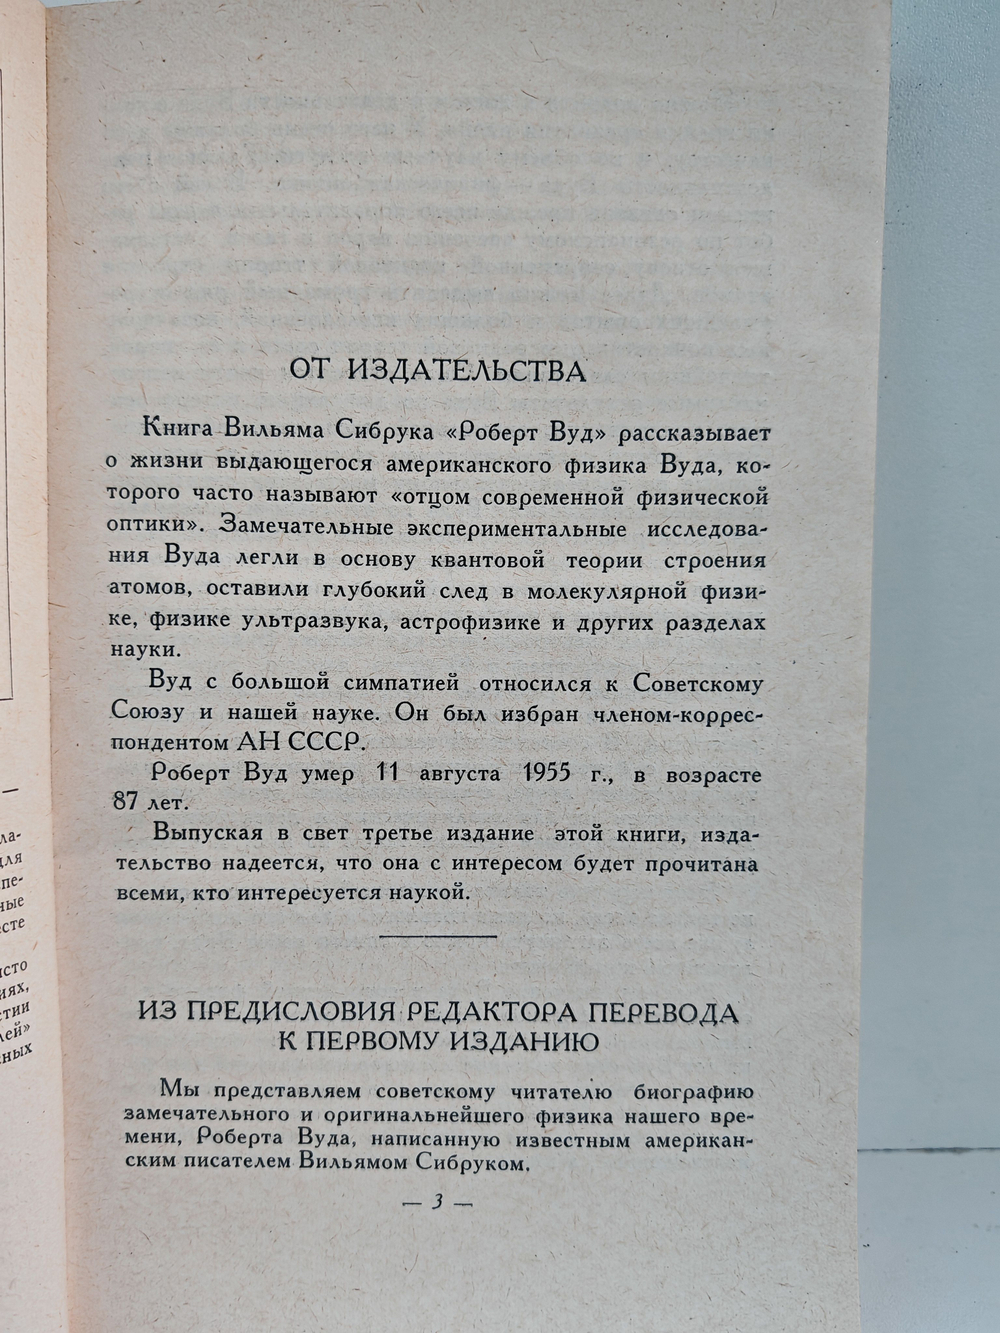 ОТ ИЗДАТЕЛЬСТВА
Книга Вильяма Сибрука «Роберт Вуд» рассказывает
о жизни выдающегося американского физика Вуда, ко-
торого часто называют «отцом современной физической
оптики». Замечательные экспериментальные исследова-
ния Вуда легли в основу квантовой теории строения
атомов, оставили глубокий след в молекулярной физи-
ке, физике ультразвука, астрофизике и других разделах
науки.
Вуд с большой симпатией относился к Советскому
Союзу и нашей науке. Он был избран членом-коррес-
пондентом АН СССР.
Роберт Вуд умер 11 августа 1955 г., в возрасте
87 лет.
Выпуская в свет третье издание этой книги, изда-
тельство надеется, что она с интересом будет прочитана
всеми, кто интересуется наукой.
ИЗ ПРЕДИСЛОВИЯ РЕДАКТОРА ПЕРЕВОДА
К ПЕРВОМУ ИЗДАНИЮ
Мы представляем советскому читателю биографию
замечательного и оригинальнейшего физика нашего вре-
мени, Роберта Вуда, написанную известным американ-
ским писателем Вильямом Сибруком.
— 3 —